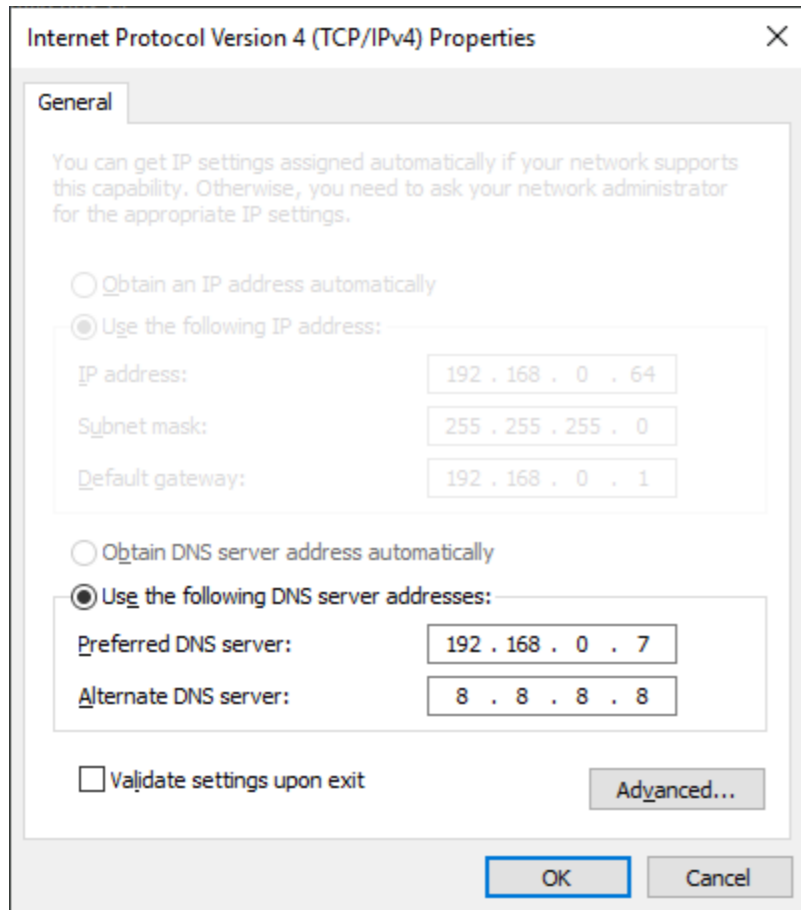 Internet Protocol Version 4 (TCP/IPv4) Properties
General
You can get IP settings assigned automatically if your network supports
this capability. Otherwise, you need to ask your network administrator
for the appropriate IP settings.
Obtain an IP address automatically
Use the following IP address:
IP address: 192 . 168 . 0 . 64
Subnet mask: 255 . 255 . 255 . 0
Default gateway: 192 . 168 . 0 . 1
Obtain DNS server address automatically
Use the following DNS server addresses:
Preferred DNS server: 192 . 168 . 0 . 7
Alternate DNS server: 8 . 8 . 8 . 8
Validate settings upon exit
Advanced...
OK Cancel